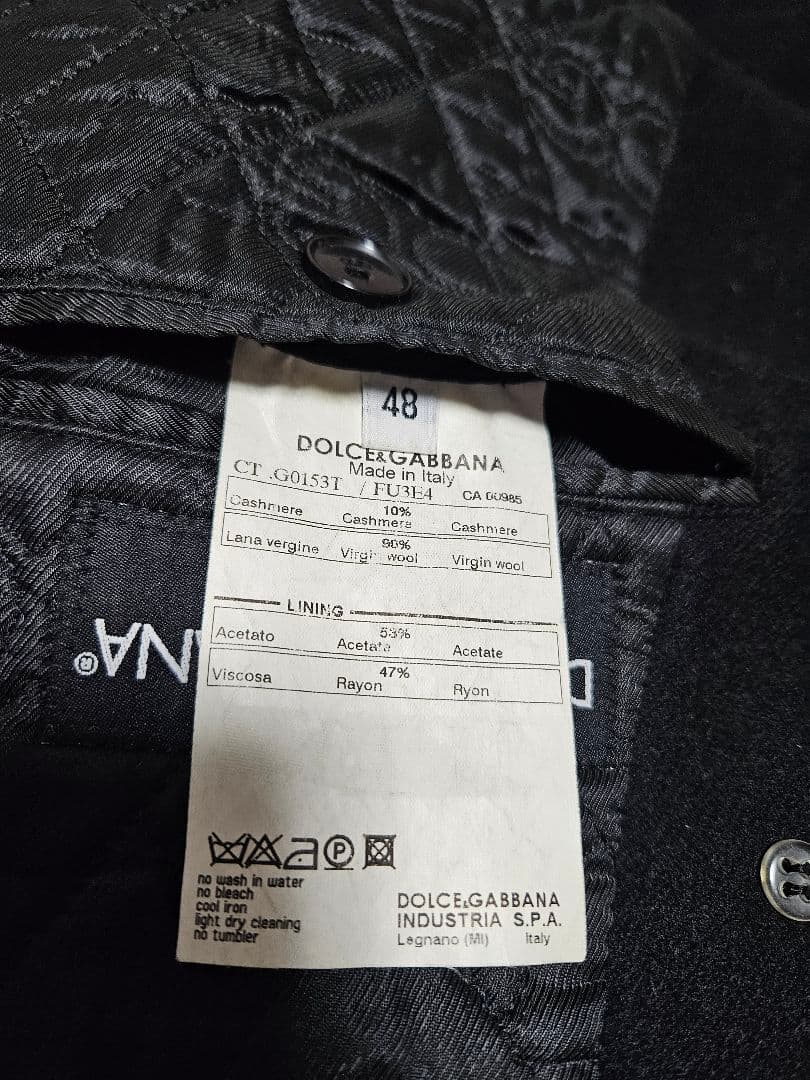 48
DOLCE&GABBANA
Made in Italy
CT .G0153T / FU3E4 CA 00985
10%
Cashmere Cashmere Cashmere
90%
Lana vergine Virgin wool Virgin wool
LINING
53%
Acetato Acetate Acetate
47%
Viscosa Rayon Ryon
P
no wash in water
no bleach
cool iron
light dry cleaning
no tumbler
DOLCE&GABBANA
INDUSTRIA S.P.A.
Legnano (MI) Italy